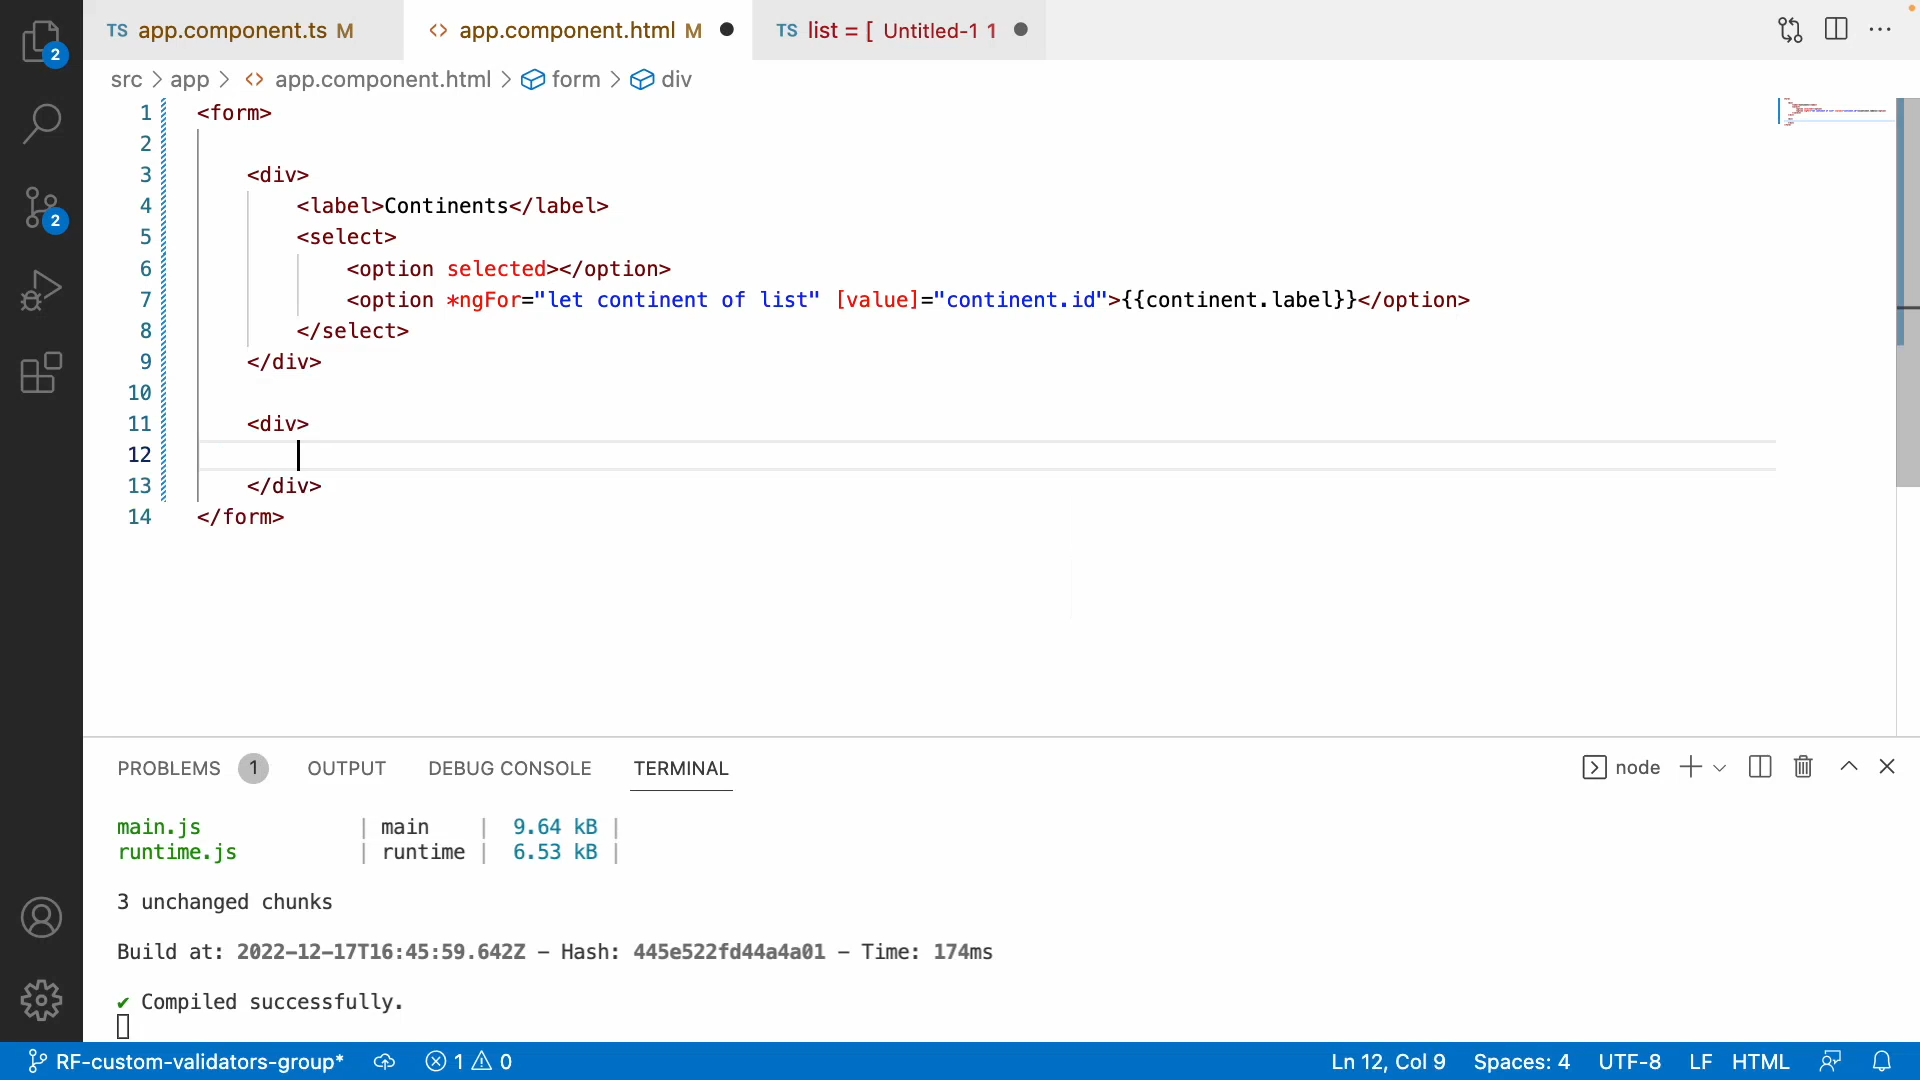 TS app.component.ts M
<> app.component.html M
TS list = [ Untitled-1 1
src > app > <> app.component.html > form > div
1 <form>
2
3 <div>
4 <label>Continents</label>
5 <select>
6 <option selected></option>
7 <option *ngFor="let continent of list" [value]="continent.id">{{continent.label}}</option>
8 </select>
9 </div>
10
11 <div>
12
13 </div>
14 </form>
2
2
PROBLEMS 1 OUTPUT DEBUG CONSOLE TERMINAL
node
main.js | main | 9.64 kB |
runtime.js | runtime | 6.53 kB |
3 unchanged chunks
Build at: 2022-12-17T16:45:59.642Z - Hash: 445e522fd44a4a01 - Time: 174ms
✔ Compiled successfully.
RF-custom-validators-group* 1 0 Ln 12, Col 9 Spaces: 4 UTF-8 LF HTML